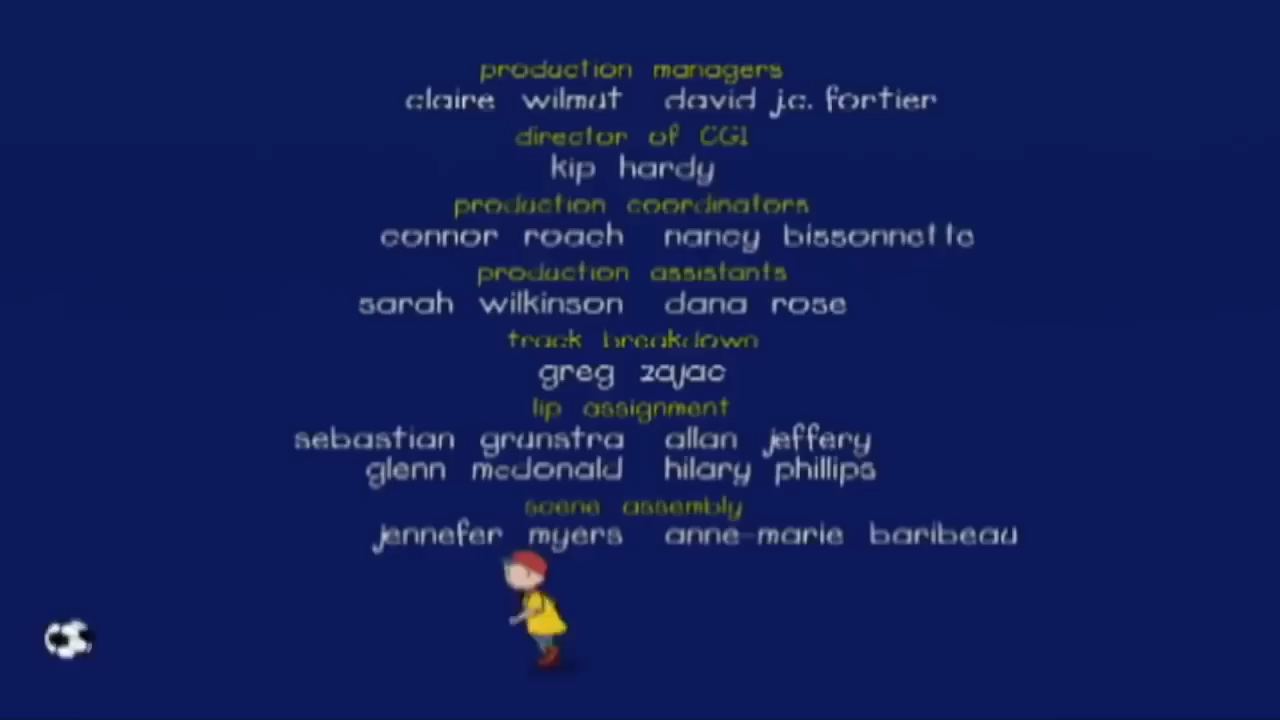 production managers
claire wilmut david j.c. fortier
director of CGI
kip hardy
production coordinators
connor roach nancy bissonnette
production assistants
sarah wilkinson dana rose
track breakdown
greg zajac
lip assignment
sebastian grunstra allan jeffery
glenn mcdonald hilary phillips
scene assembly
jennefer myers anne-marie baribeau